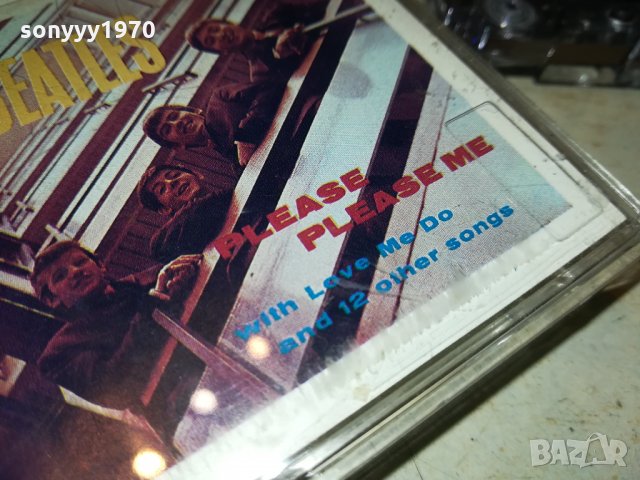 sonyyy1970
BEATLES
PLEASE
PLEASE ME
With Love Me Do
and 12 other songs
BAZAR